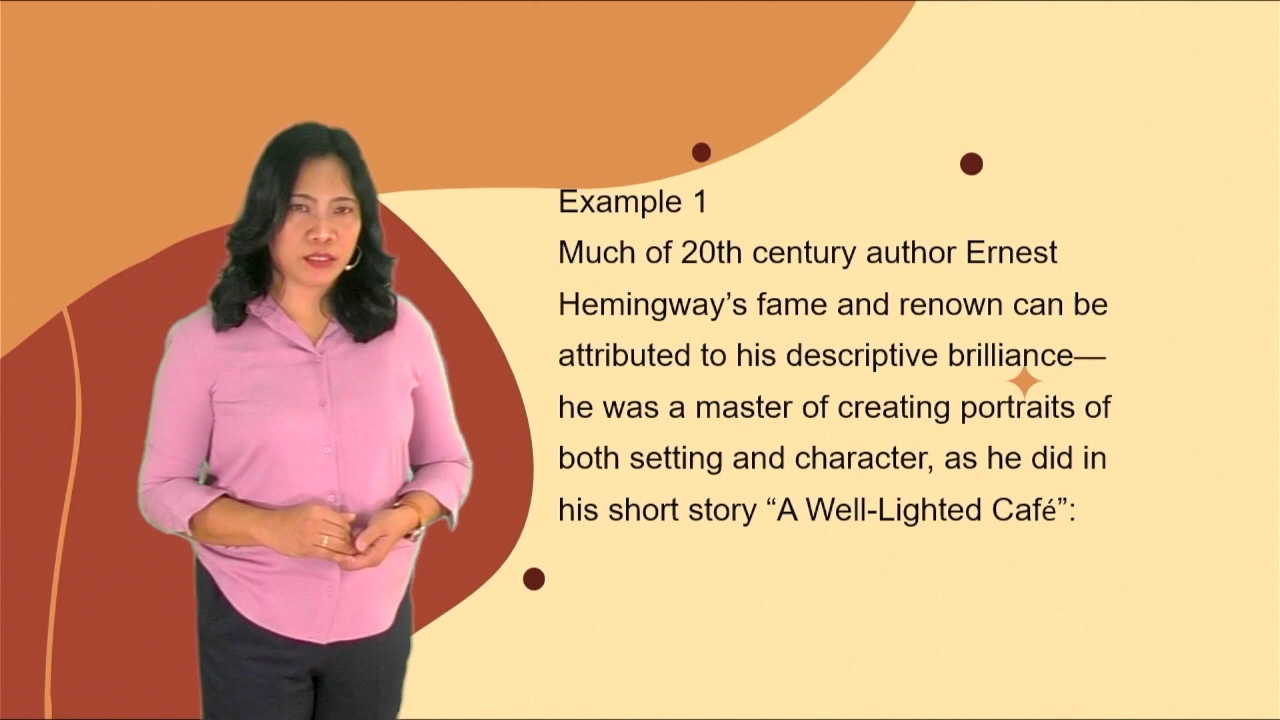 Example 1
Much of 20th century author Ernest
Hemingway’s fame and renown can be
attributed to his descriptive brilliance—
he was a master of creating portraits of
both setting and character, as he did in
his short story “A Well-Lighted Café”: